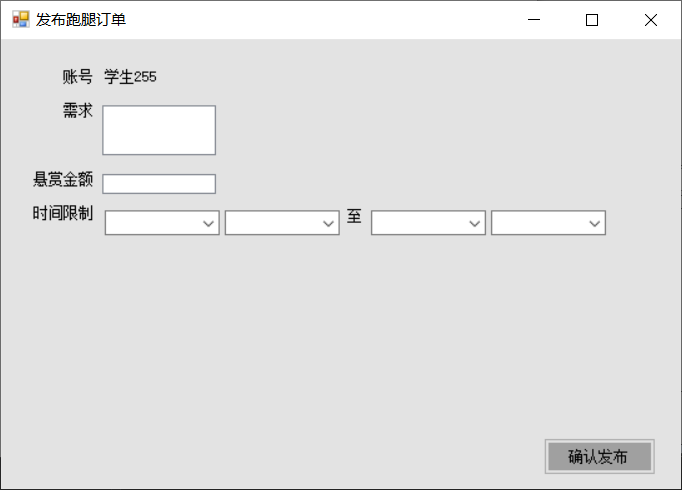 发布跑腿订单
账号 学生255
需求
悬赏金额
时间限制 至
确认发布